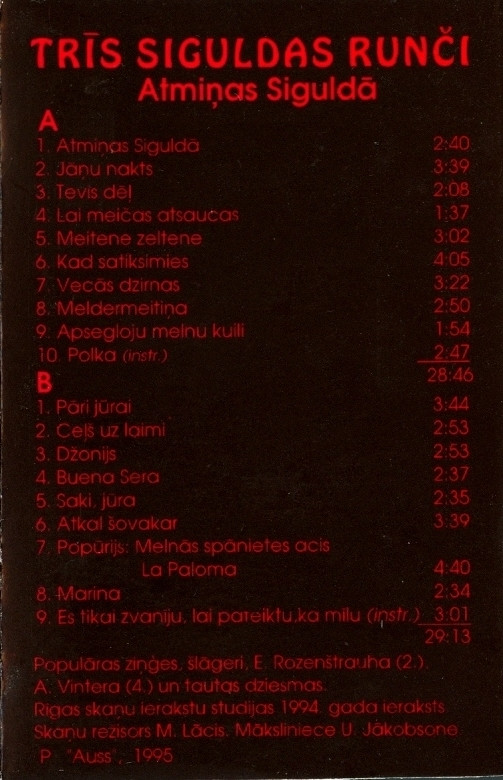 TRĪS SIGULDAS RUNČI
Atmiņas Siguldā
A
1. Atmiņas Siguldā 2:40
2. Jāņu nakts 3:39
3. Tevis dēļ 2:08
4. Lai meičas atsaucas 1:37
5. Meitene zeltene 3:02
6. Kad satiksimies 4:05
7. Vecās dzirnas 3:22
8. Meldermeitiņa 2:50
9. Apsegloju melnu kuili 1:54
10. Polka (instr.) 2:47
28:46
B
1. Pāri jūrai 3:44
2. Ceļš uz laimi 2:53
3. Džonijs 2:53
4. Buena Sera 2:37
5. Saki, jūra 2:35
6. Atkal šovakar 3:39
7. Popūrijs: Melnās spānietes acis
La Paloma 4:40
8. Marina 2:34
9. Es tikai zvaniju, lai pateiktu,ka mīlu (instr.) 3:01
29:13
Populāras ziņģes, šlāgeri, E. Rozenštrauha (2.),
A. Vintera (4.) un tautas dziesmas.
Rīgas skaņu ierakstu studijas 1994. gada ieraksts
Skaņu režisors M. Lācis. Māksliniece U. Jākobsone
P "Auss", 1995